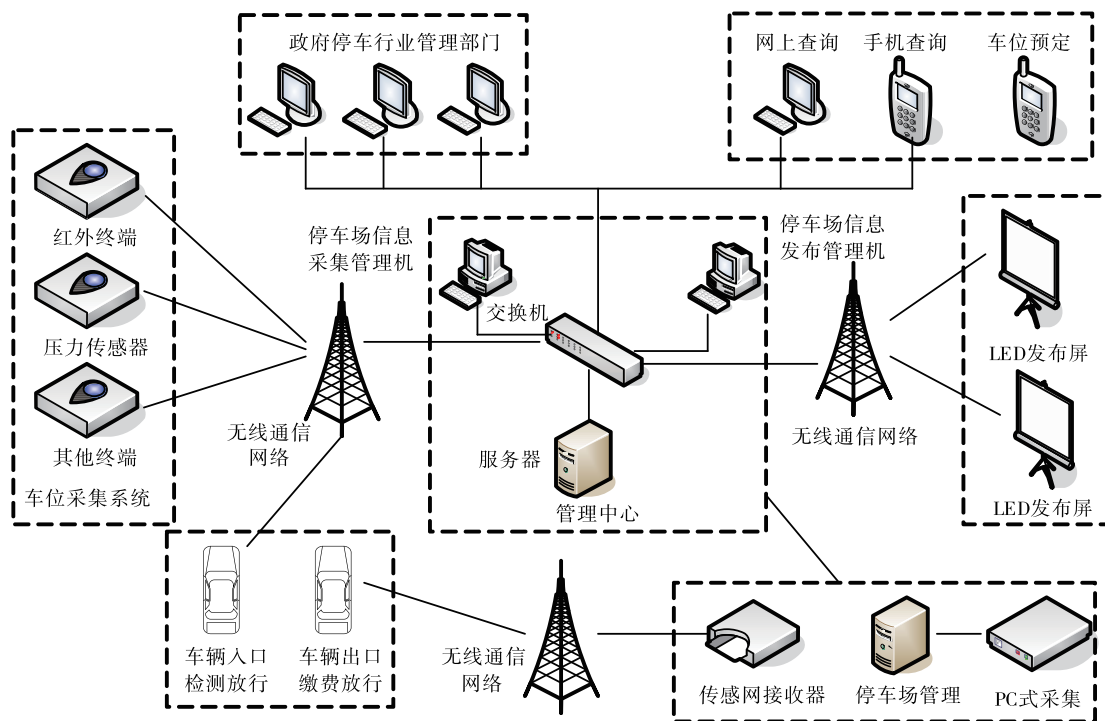 政府停车行业管理部门
网上查询
手机查询
车位预定
红外终端
压力传感器
其他终端
车位采集系统
停车场信息
采集管理机
无线通信
网络
交换机
服务器
管理中心
停车场信息
发布管理机
无线通信网络
LED发布屏
LED发布屏
车辆入口
检测放行
车辆出口
缴费放行
无线通信
网络
传感网接收器
停车场管理
PC式采集